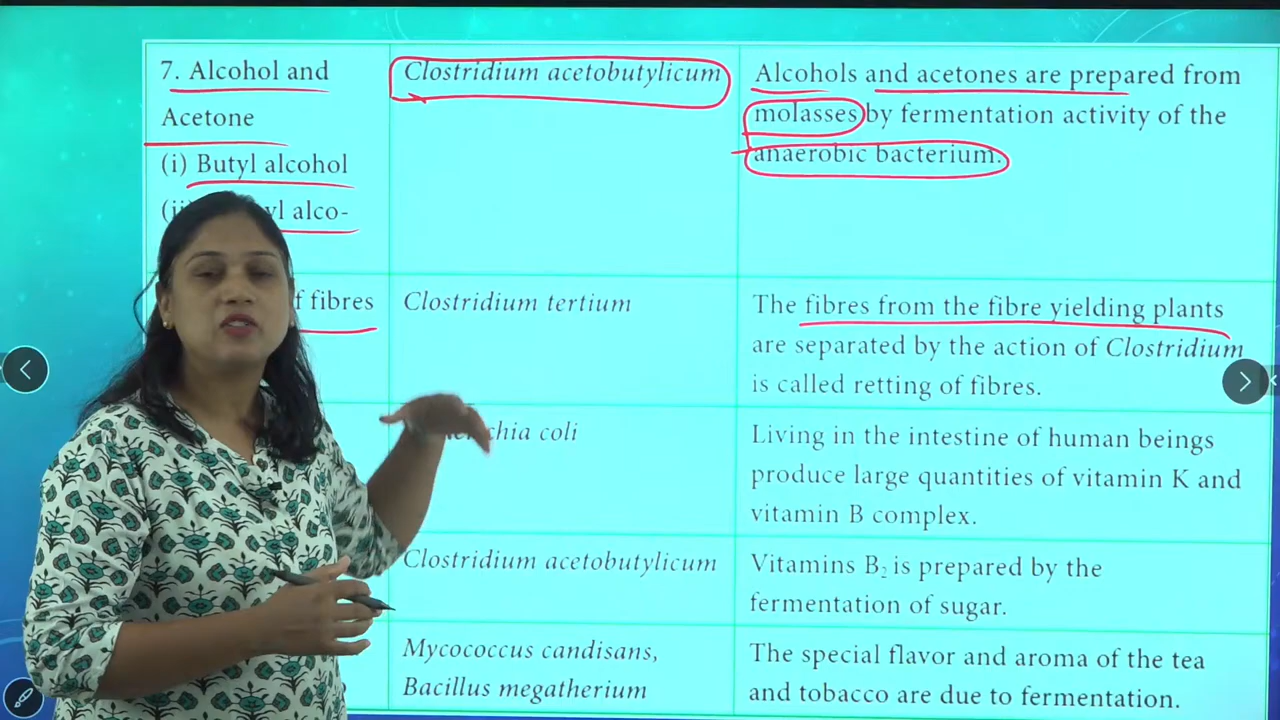 7. Alcohol and
Acetone
(i) Butyl alcohol
yl alco-
f fibres
Clostridium acetobutylicum
Alcohols and acetones are prepared from
molasses by fermentation activity of the
anaerobic bacterium.
Clostridium tertium
The fibres from the fibre yielding plants
are separated by the action of Clostridium
is called retting of fibres.
chia coli
Living in the intestine of human beings
produce large quantities of vitamin K and
vitamin B complex.
Clostridium acetobutylicum
Vitamins B₂ is prepared by the
fermentation of sugar.
Mycococcus candisans,
Bacillus megatherium
The special flavor and aroma of the tea
and tobacco are due to fermentation.